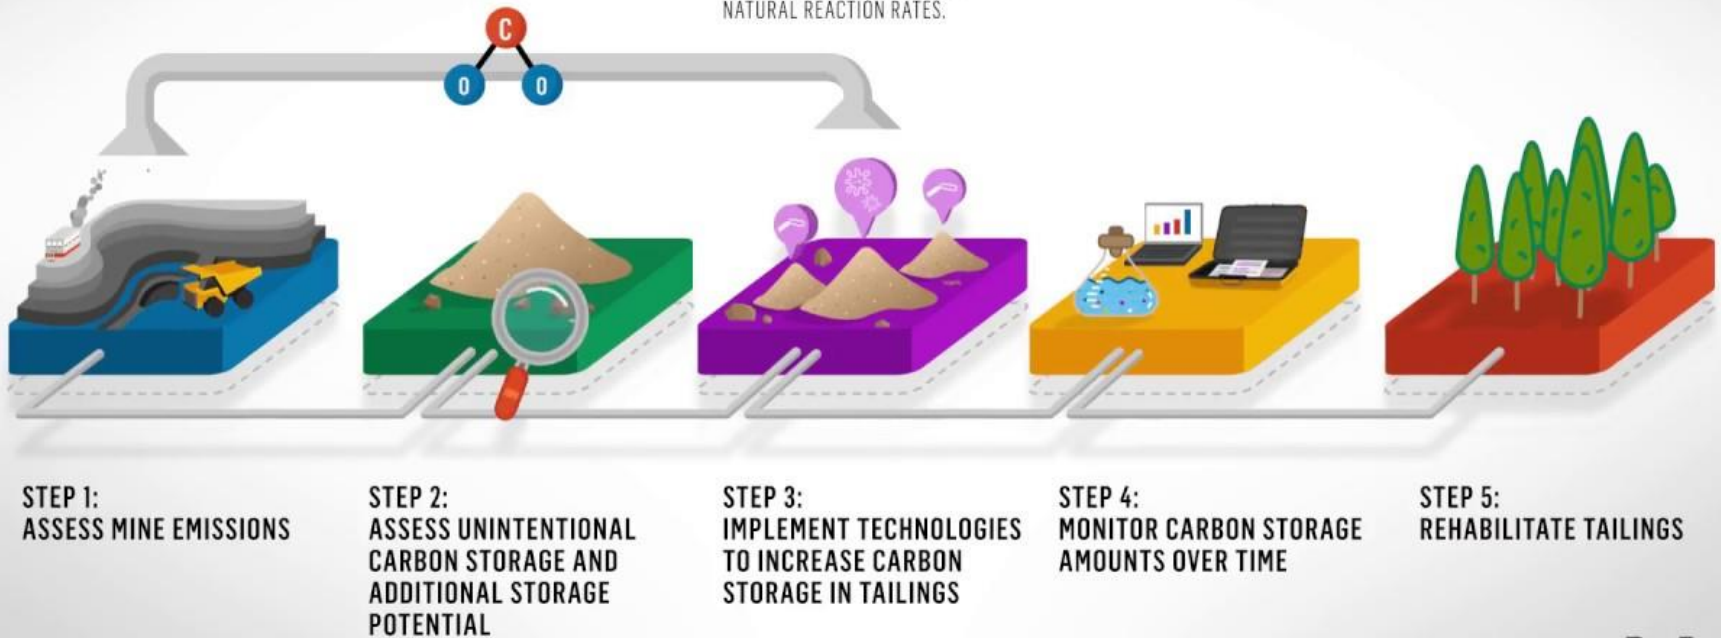 NATURAL REACTION RATES.
C
O O
STEP 1:
ASSESS MINE EMISSIONS
STEP 2:
ASSESS UNINTENTIONAL
CARBON STORAGE AND
ADDITIONAL STORAGE
POTENTIAL
STEP 3:
IMPLEMENT TECHNOLOGIES
TO INCREASE CARBON
STORAGE IN TAILINGS
STEP 4:
MONITOR CARBON STORAGE
AMOUNTS OVER TIME
STEP 5:
REHABILITATE TAILINGS